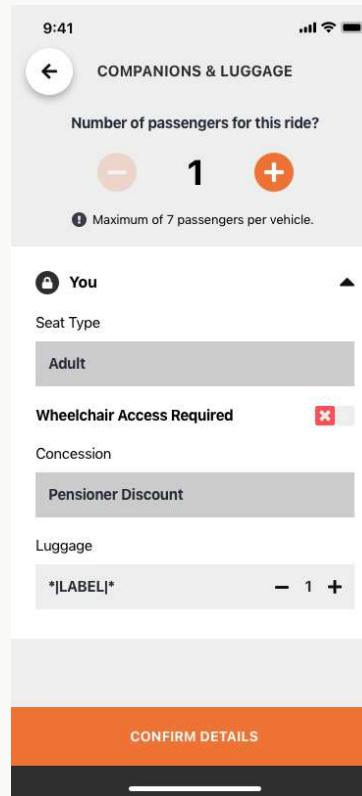 9:41
COMPANIONS & LUGGAGE
Number of passengers for this ride?
1
Maximum of 7 passengers per vehicle.
You
Seat Type
Adult
Wheelchair Access Required
Concession
Pensioner Discount
Luggage
*|LABEL|* − 1 +
CONFIRM DETAILS